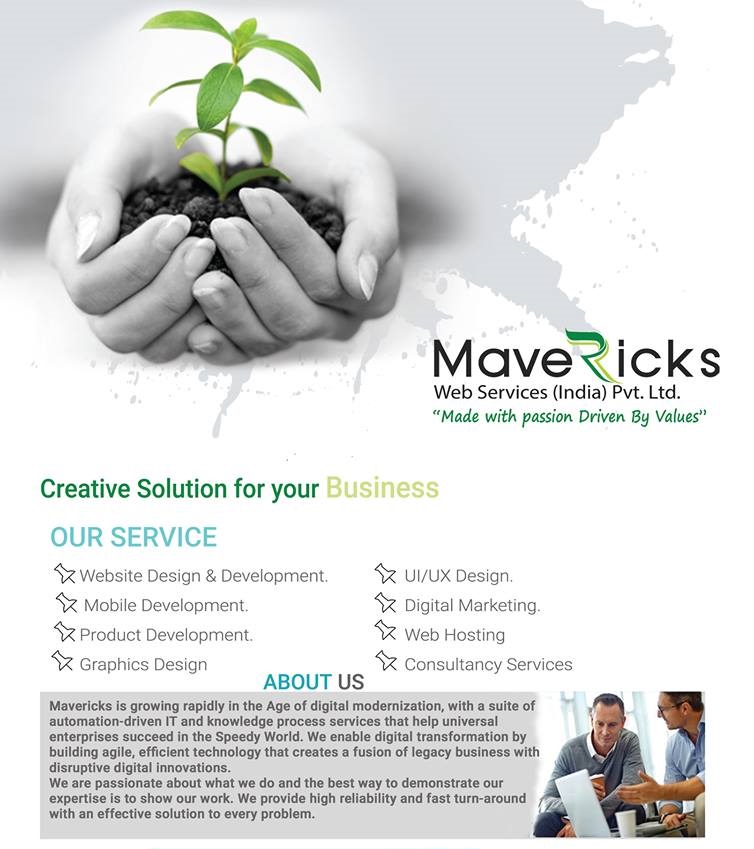 MaveRicks
Web Services (India) Pvt. Ltd.
“Made with passion Driven By Values”
Creative Solution for your Business
OUR SERVICE
Website Design & Development.
Mobile Development.
Product Development.
Graphics Design
UI/UX Design.
Digital Marketing.
Web Hosting
Consultancy Services
ABOUT US
Mavericks is growing rapidly in the Age of digital modernization, with a suite of
automation-driven IT and knowledge process services that help universal
enterprises succeed in the Speedy World. We enable digital transformation by
building agile, efficient technology that creates a fusion of legacy business with
disruptive digital innovations.
We are passionate about what we do and the best way to demonstrate our
expertise is to show our work. We provide high reliability and fast turn-around
with an effective solution to every problem.